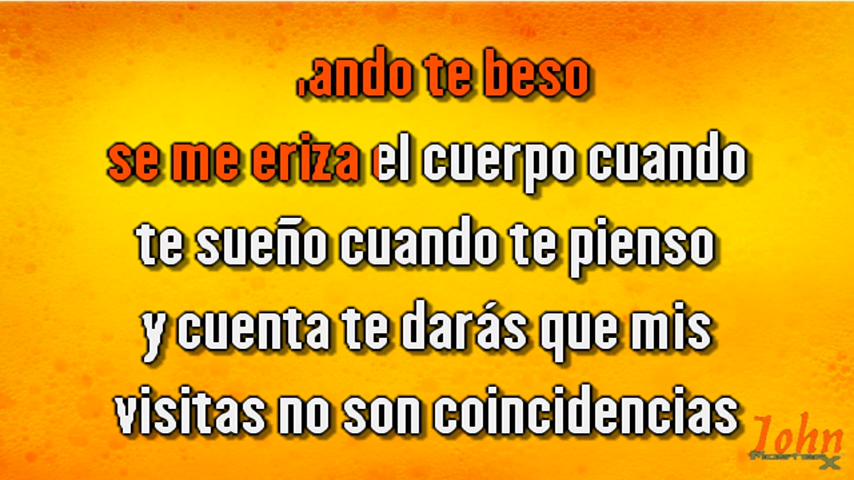 te beso
se me eriza el cuerpo cuando
te sueño cuando te pienso
y cuenta te darás que mis
visitas no son coincidencias
John